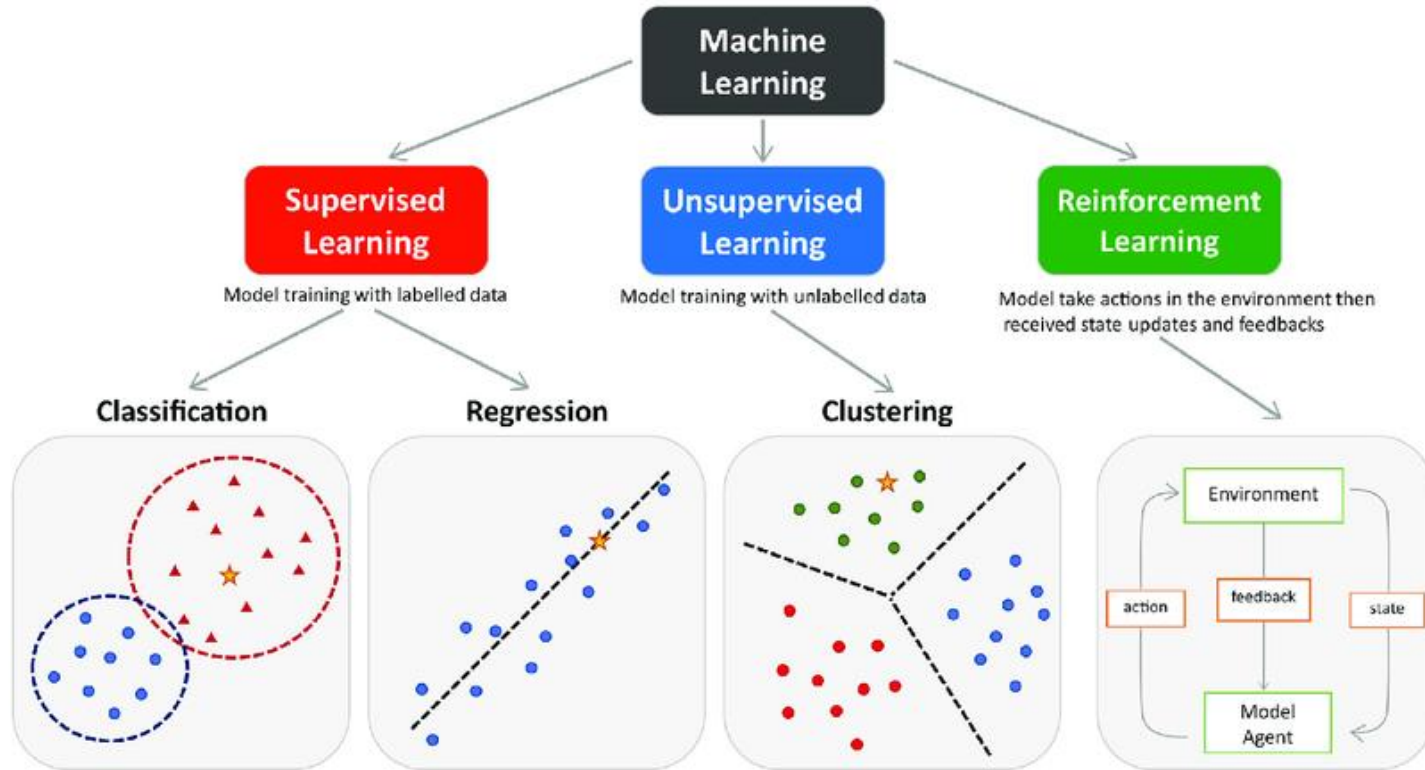 Machine
Learning
Supervised
Learning
Unsupervised
Learning
Reinforcement
Learning
Model training with labelled data
Model training with unlabelled data
Model take actions in the environment then
received state updates and feedbacks
Classification
Regression
Clustering
Environment
action
feedback
state
Model
Agent